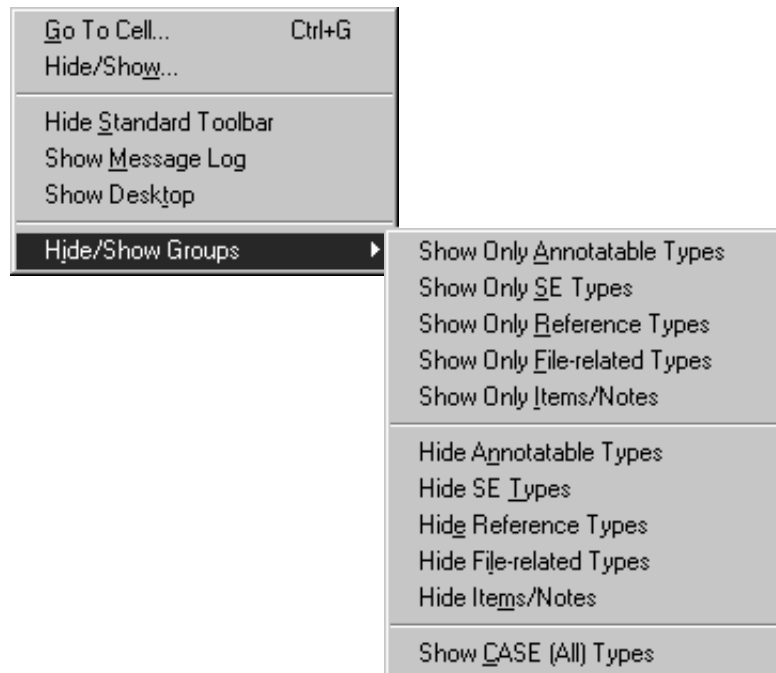 Go To Cell... Ctrl+G
Hide/Show...
Hide Standard Toolbar
Show Message Log
Show Desktop
Hide/Show Groups
Show Only Annotatable Types
Show Only SE Types
Show Only Reference Types
Show Only File-related Types
Show Only Items/Notes
Hide Annotatable Types
Hide SE Types
Hide Reference Types
Hide File-related Types
Hide Items/Notes
Show CASE (All) Types